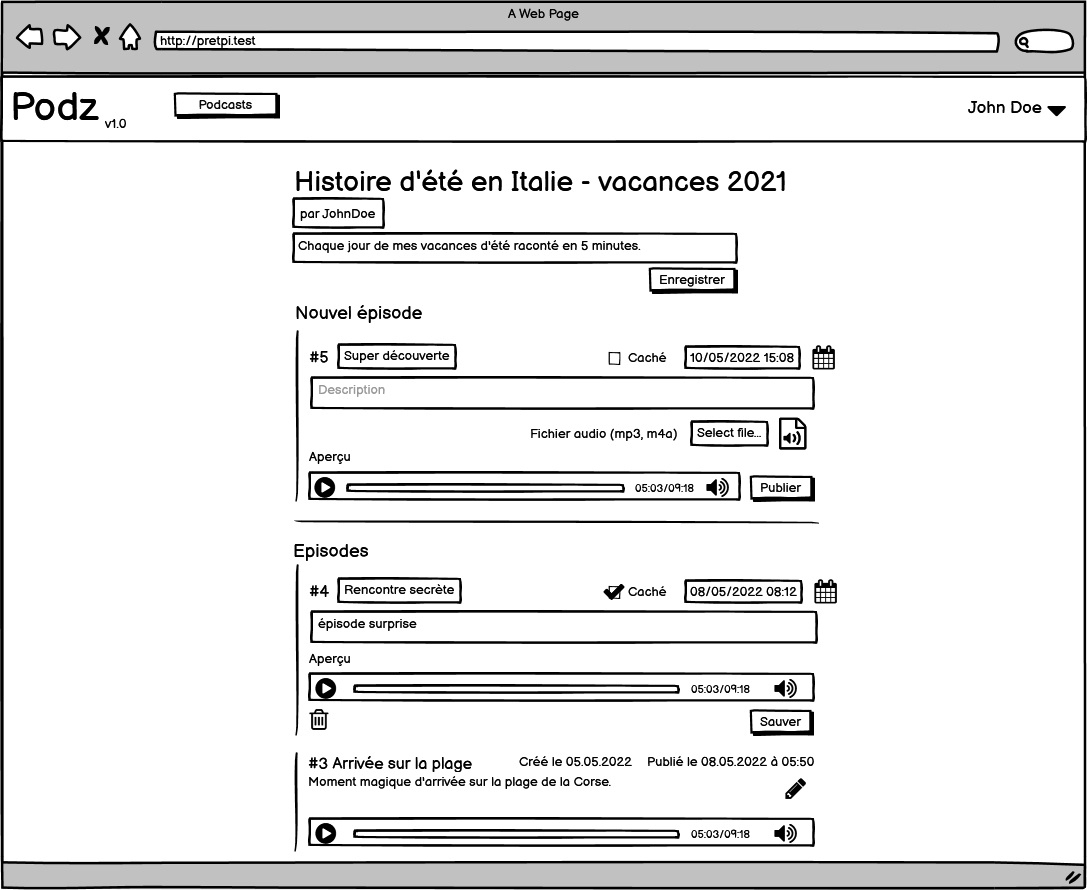 A Web Page
http://pretpi.test
Podz v1.0
Podcasts
John Doe
Histoire d'été en Italie - vacances 2021
par JohnDoe
Chaque jour de mes vacances d'été raconté en 5 minutes.
Enregistrer
Nouvel épisode
#5 Super découverte Caché 10/05/2022 15:08
Description
Fichier audio (mp3, m4a) Select file...
Aperçu
05:03/09:18 Publier
Episodes
#4 Rencontre secrète Caché 08/05/2022 08:12
épisode surprise
Aperçu
05:03/09:18
Sauver
#3 Arrivée sur la plage Créé le 05.05.2022 Publié le 08.05.2022 à 05:50
Moment magique d'arrivée sur la plage de la Corse.
05:03/09:18